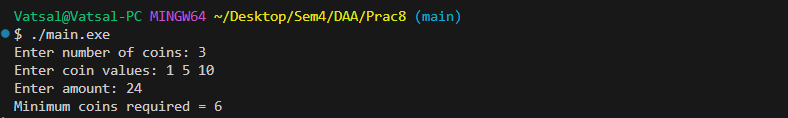 Vatsal@Vatsal-PC MINGW64 ~/Desktop/Sem4/DAA/Prac8 (main)
$ ./main.exe
Enter number of coins: 3
Enter coin values: 1 5 10
Enter amount: 24
Minimum coins required = 6